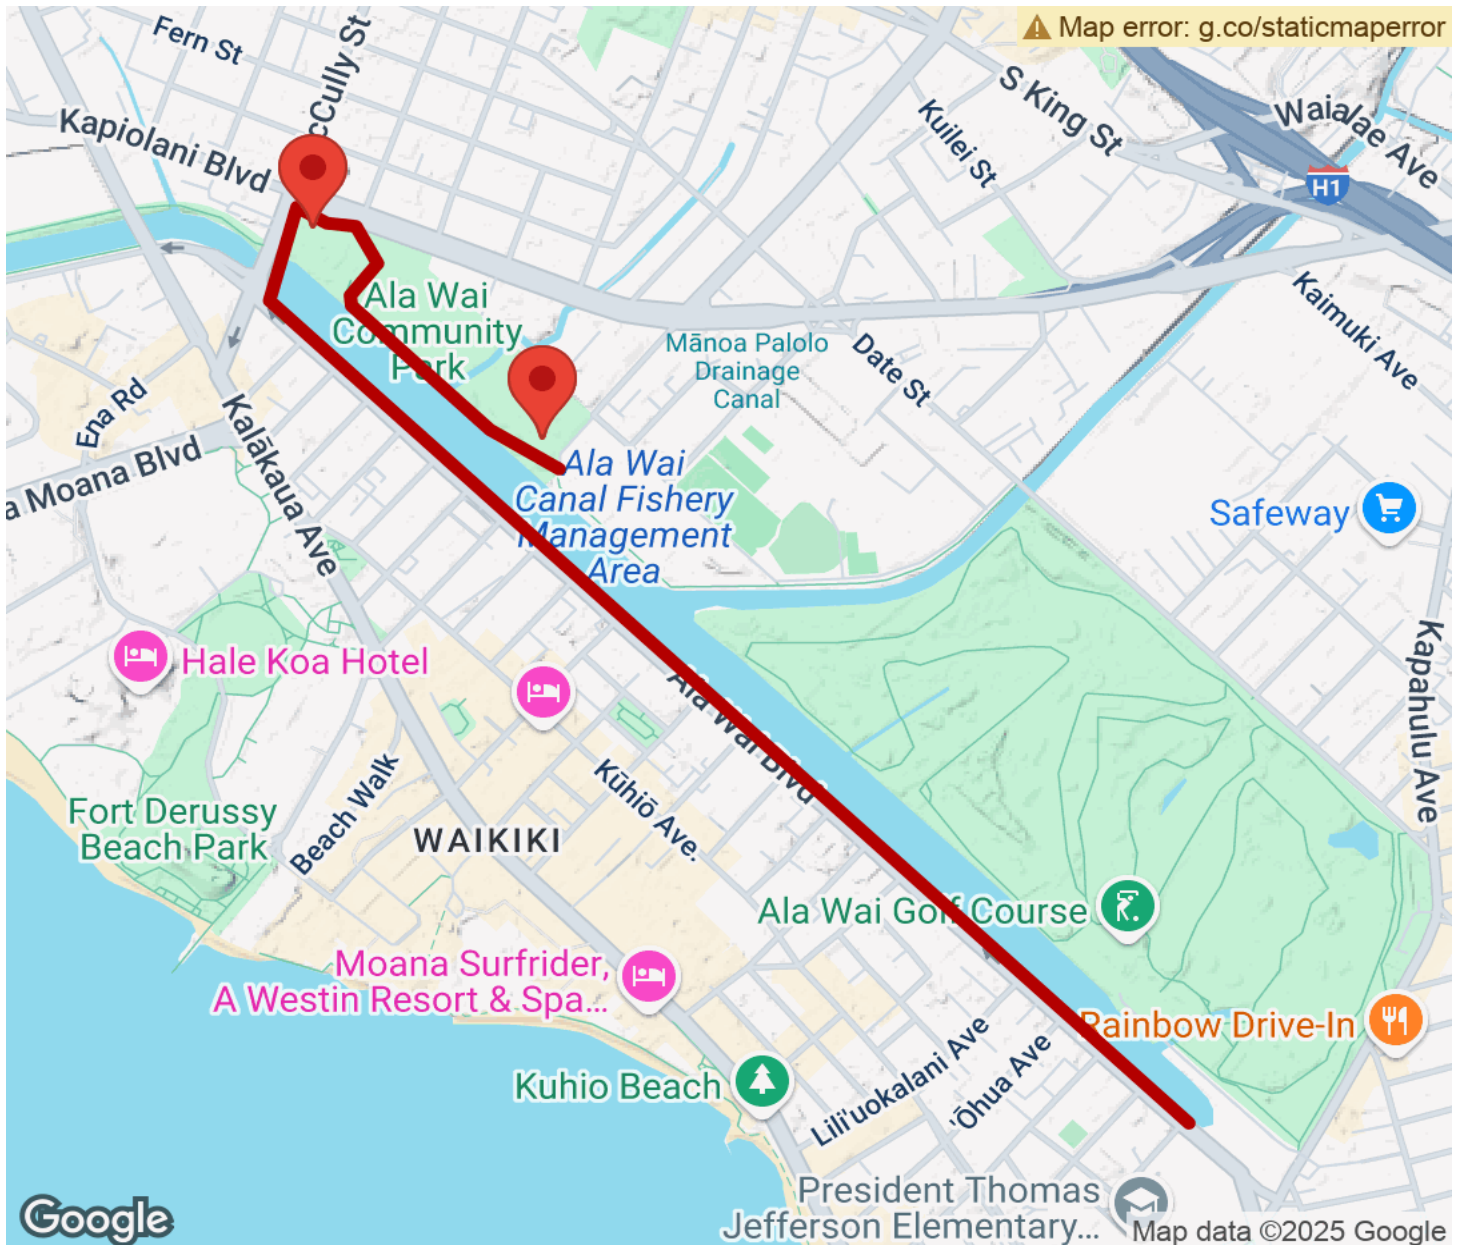 Map error: g.co/staticmaperror
Fern St
cCully St
Kapiolani Blvd
S King St
Kuilei St
Waialae Ave
H1
Kaimuki Ave
Ala Wai
Community
Park
Mānoa Palolo
Drainage
Canal
Date St
Ena Rd
a Moana Blvd
Kalākaua Ave
Ala Wai
Canal Fishery
Management
Area
Safeway
Kapahulu Ave
Hale Koa Hotel
Ala Wai Blvd
Kūhiō Ave.
Beach Walk
Fort Derussy
Beach Park
WAIKIKI
Ala Wai Golf Course
Moana Surfrider,
A Westin Resort & Spa...
Rainbow Drive-In
Kuhio Beach
Lili'uokalani Ave
'Ōhua Ave
President Thomas
Jefferson Elementary...
Google
Map data ©2025 Google